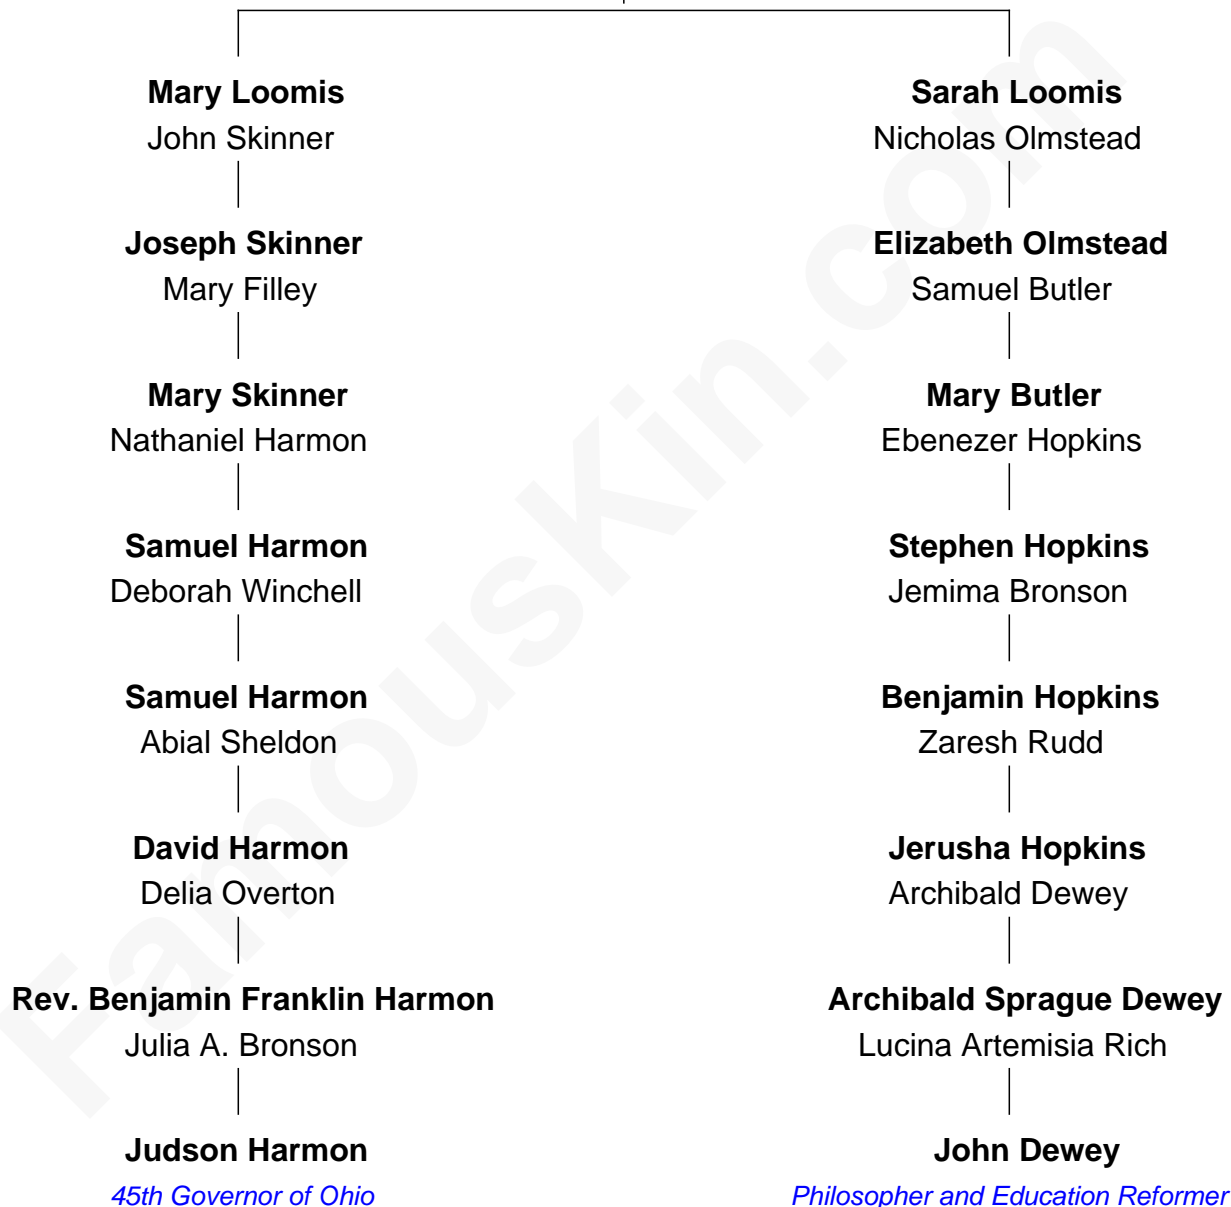 Mary Loomis
John Skinner
Joseph Skinner
Mary Filley
Mary Skinner
Nathaniel Harmon
Samuel Harmon
Deborah Winchell
Samuel Harmon
Abial Sheldon
David Harmon
Delia Overton
Rev. Benjamin Franklin Harmon
Julia A. Bronson
Judson Harmon
45th Governor of Ohio
Sarah Loomis
Nicholas Olmstead
Elizabeth Olmstead
Samuel Butler
Mary Butler
Ebenezer Hopkins
Stephen Hopkins
Jemima Bronson
Benjamin Hopkins
Zaresh Rudd
Jerusha Hopkins
Archibald Dewey
Archibald Sprague Dewey
Lucina Artemisia Rich
John Dewey
Philosopher and Education Reformer
FamousKin.com